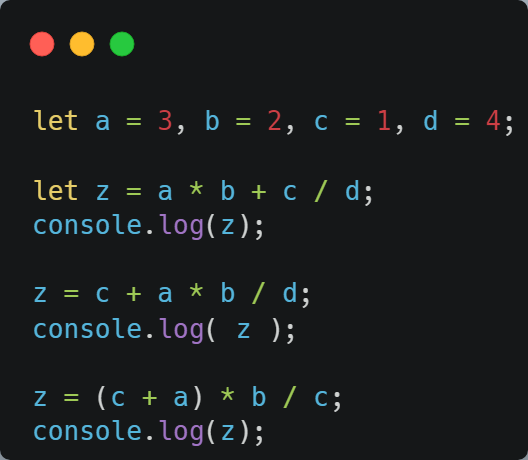 let a = 3, b = 2, c = 1, d = 4;
let z = a * b + c / d;
console.log(z);
z = c + a * b / d;
console.log( z );
z = (c + a) * b / c;
console.log(z);